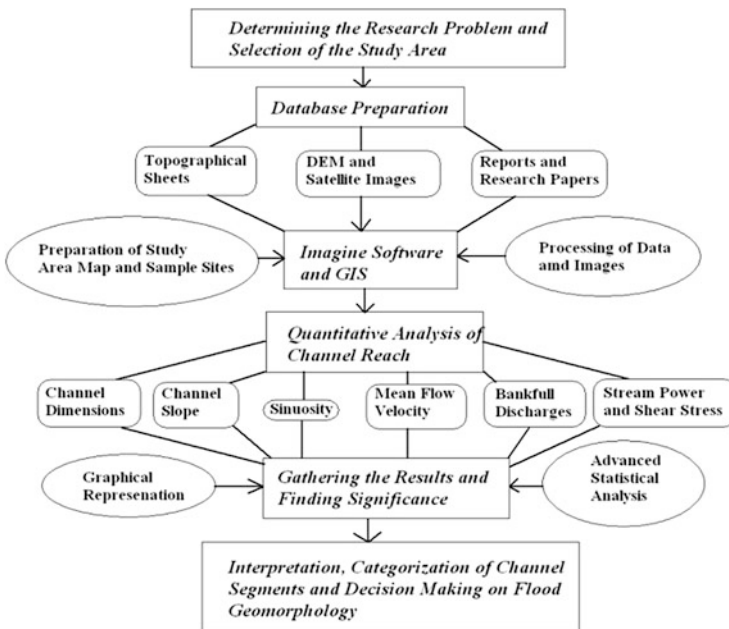 Determining the Research Problem and
Selection of the Study Area
Database Preparation
Topographical
Sheets
DEM and
Satellite Images
Reports and
Research Papers
Preparation of Study
Area Map and Sample Sites
Imagine Software
and GIS
Processing of Data
amd Images
Quantitative Analysis of
Channel Reach
Channel
Dimensions
Channel
Slope
Sinuosity
Mean Flow
Velocity
Bankfull
Discharges
Stream Power
and Shear Stress
Graphical
Represenation
Gathering the Results and
Finding Significance
Advanced
Statistical
Analysis
Interpretation, Categorization of Channel
Segments and Decision Making on Flood
Geomorphology